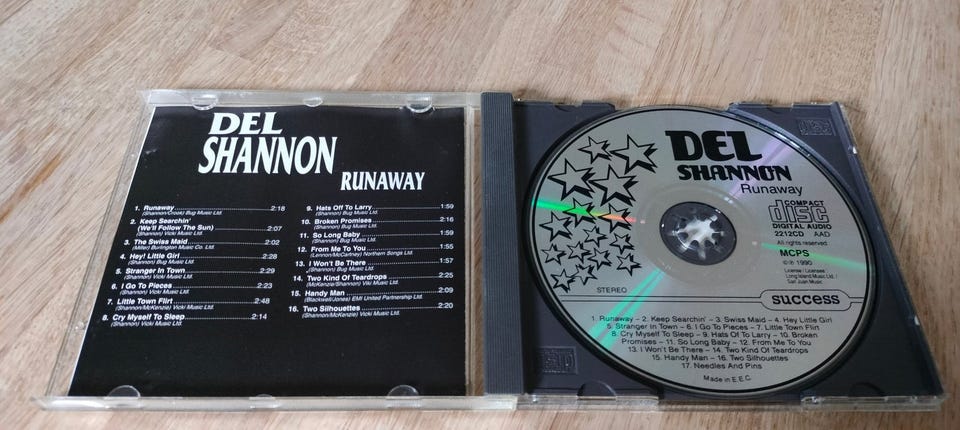 DEL
SHANNON
RUNAWAY
1. Runaway 2:18
(Shannon/Crook) Bug Music Ltd.
2. Keep Searchin'
(We'll Follow The Sun) 2:07
(Shannon) Vicki Music Ltd.
3. The Swiss Maid 2:02
(Miller) Burlington Music Co. Ltd.
4. Hey! Little Girl 2:28
(Shannon) Bug Music Ltd.
5. Stranger In Town 2:29
(Shannon) Vicki Music Ltd.
6. I Go To Pieces 2:23
(Shannon) Vicki Music Ltd.
7. Little Town Flirt 2:48
(Shannon/McKenzie) Vicki Music Ltd.
8. Cry Myself To Sleep 2:14
(Shannon) Vicki Music Ltd.
9. Hats Off To Larry 1:59
(Shannon) Bug Music Ltd.
10. Broken Promises 2:16
(Shannon) Bug Music Ltd.
11. So Long Baby 1:59
(Shannon) Bug Music Ltd.
12. From Me To You 1:55
(Lennon/McCartney) Northern Songs Ltd.
13. I Won't Be There 1:57
(Shannon) Bug Music Ltd.
14. Two Kind Of Teardrops 2:25
(McKenzie/Shannon) Music Ltd.
15. Handy Man 2:09
(Blackwell/Jones) EMI United Partnership Ltd.
16. Two Silhouettes 2:20
(Shannon/McKenzie) Vicki Music Ltd.
DEL
SHANNON
Runaway
COMPACT
disc
DIGITAL AUDIO
2212CD AAD
All rights reserved
MCPS
©℗ 1990
License / Licensee:
Long Island Music Ltd. /
San Juan Music
STEREO
success
1. Runaway – 2. Keep Searchin' – 3. Swiss Maid – 4. Hey Little Girl
5. Stranger In Town – 6. I Go To Pieces – 7. Little Town Flirt
8. Cry Myself To Sleep – 9. Hats Of To Larry – 10. Broken
Promises – 11. So Long Baby – 12. From Me To You
13. I Won't Be There – 14. Two Kind Of Teardrops
15. Handy Man – 16. Two Silhouettes
17. Needles And Pins
Made in E.E.C.